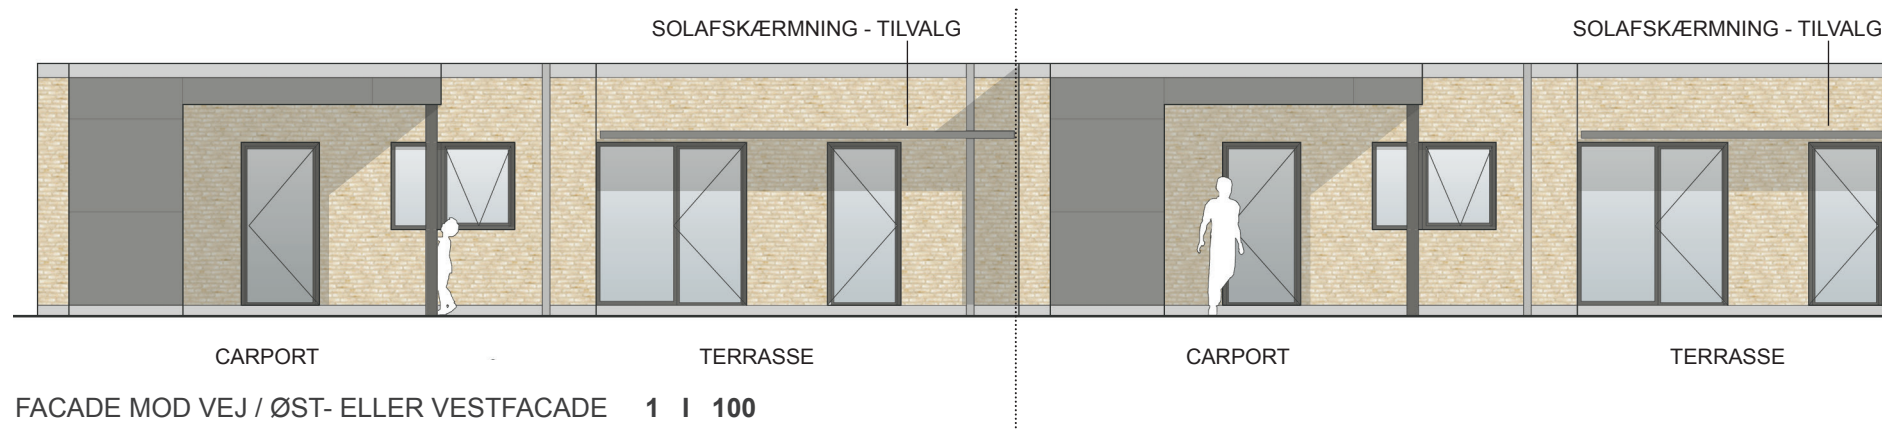 SOLAFSKÆRMNING - TILVALG
SOLAFSKÆRMNING - TILVALG
CARPORT
TERRASSE
CARPORT
TERRASSE
FACADE MOD VEJ / ØST- ELLER VESTFACADE 1 I 100